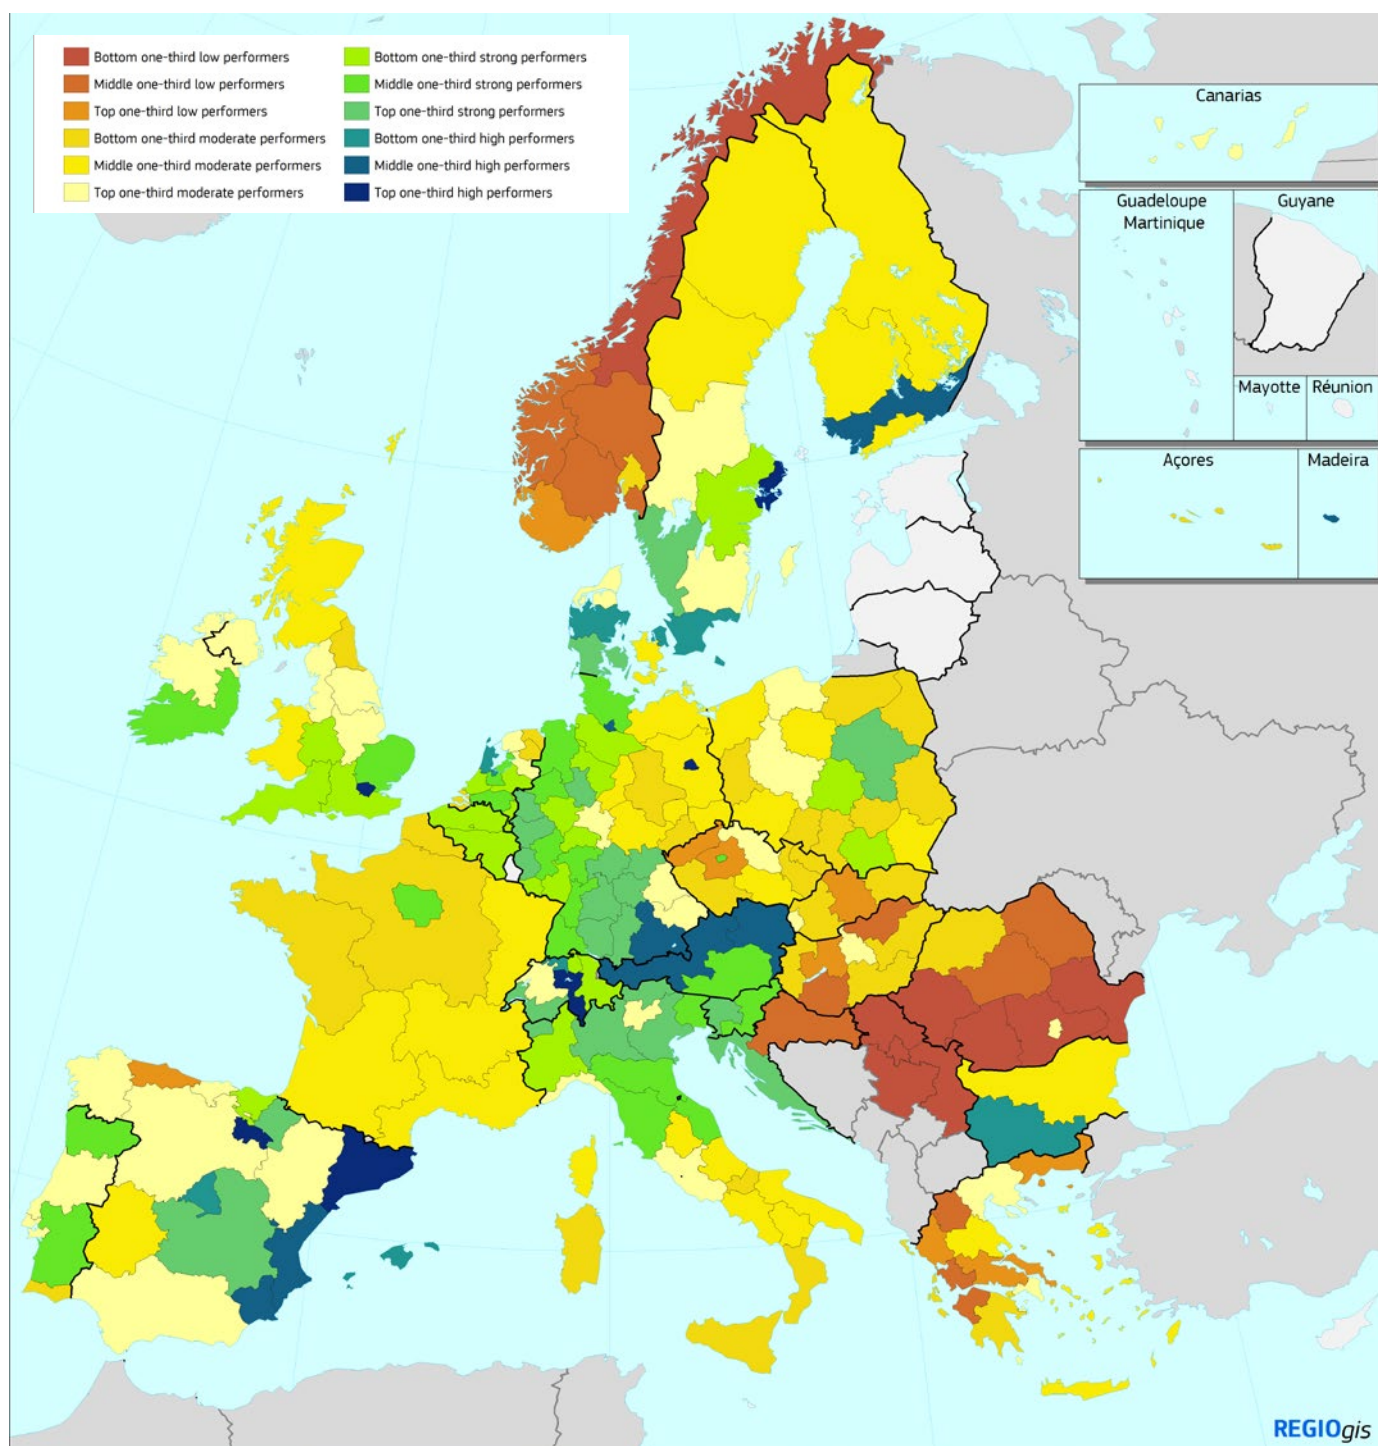 Bottom one-third low performers
Middle one-third low performers
Top one-third low performers
Bottom one-third moderate performers
Middle one-third moderate performers
Top one-third moderate performers
Bottom one-third strong performers
Middle one-third strong performers
Top one-third strong performers
Bottom one-third high performers
Middle one-third high performers
Top one-third high performers
Canarias
Guadeloupe
Martinique
Guyane
Mayotte
Réunion
Açores
Madeira
REGIOgis